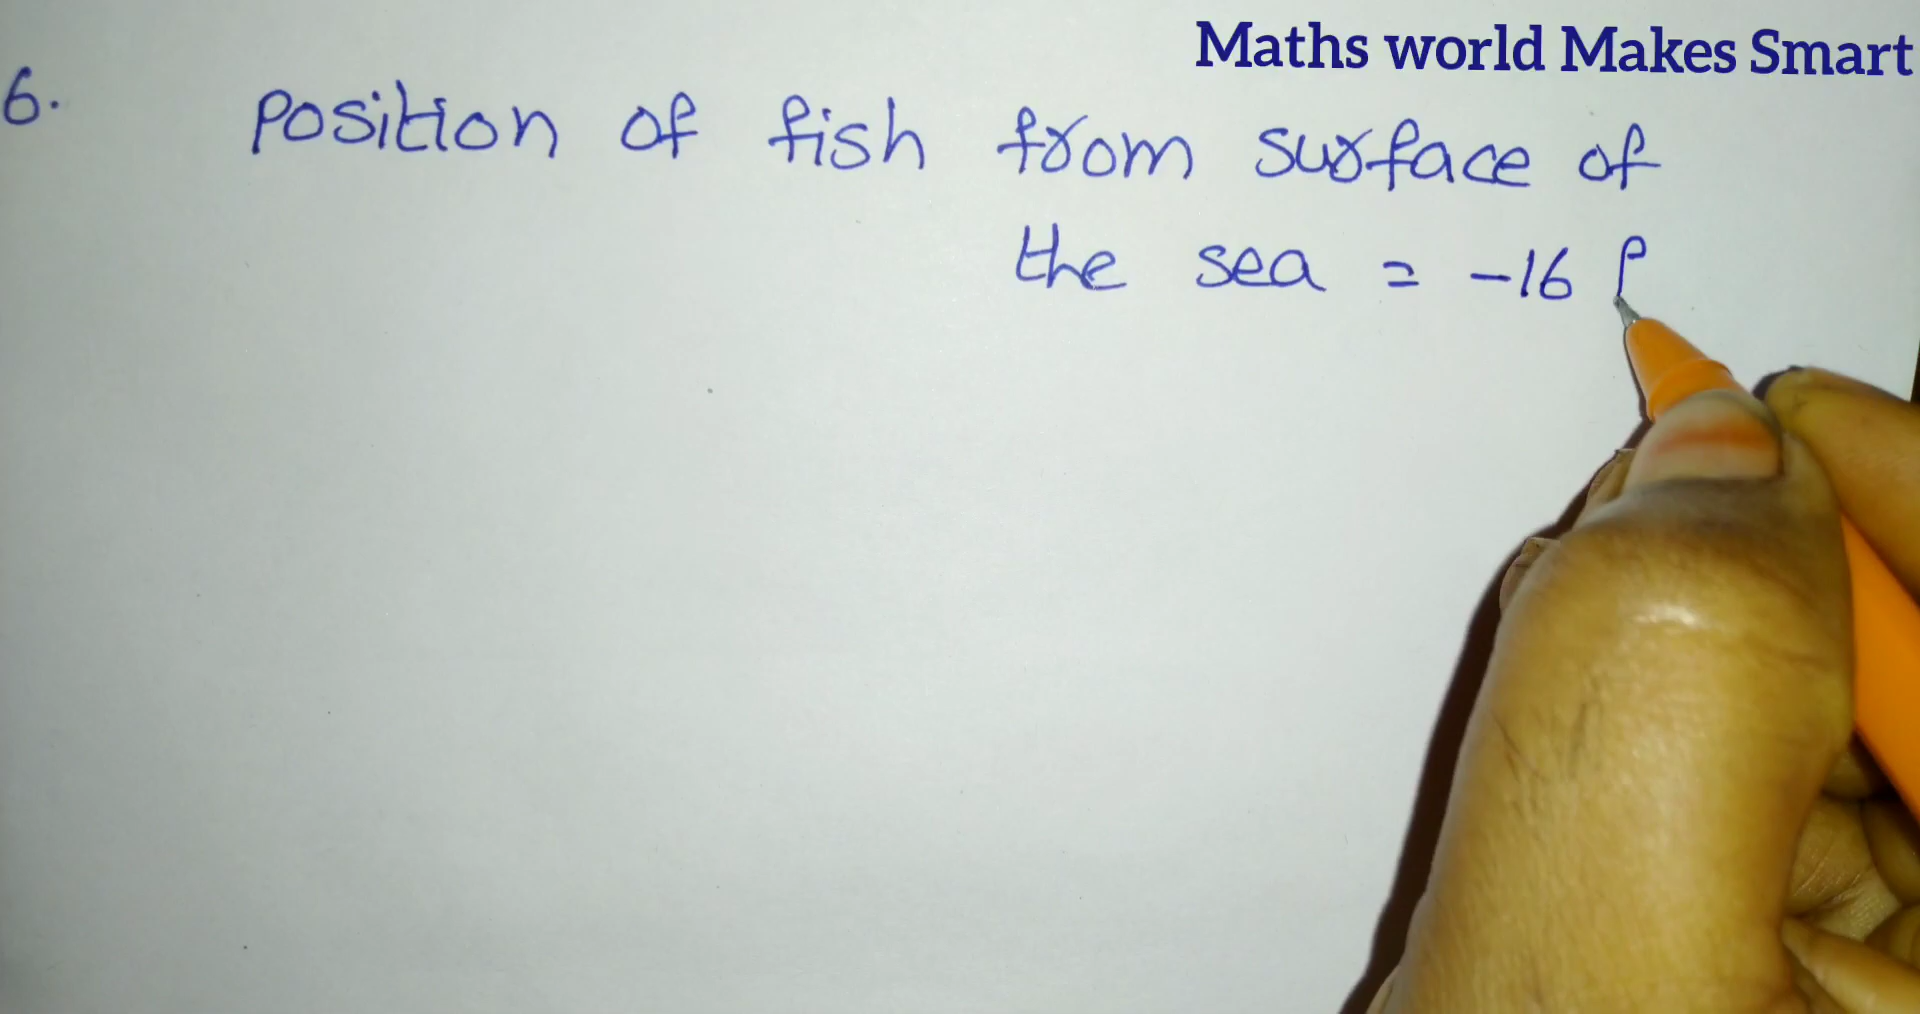 Maths world Makes Smart
6. Position of fish from surface of
the sea = -16 f